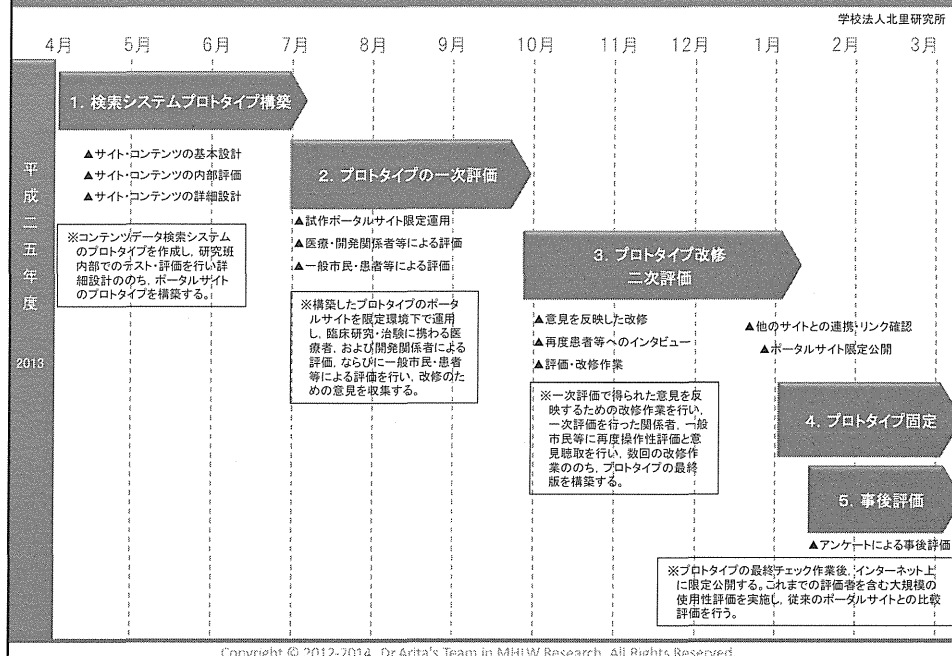 学校法人北里研究所
4月 5月 6月 7月 8月 9月 10月 11月 12月 1月 2月 3月
平成二五年度
2013
1. 検索システムプロトタイプ構築
▲サイト・コンテンツの基本設計
▲サイト・コンテンツの内部評価
▲サイト・コンテンツの詳細設計
※コンテンツデータ検索システム
のプロトタイプを作成し，研究班
内部でのテスト・評価を行い詳
細設計ののち，ポータルサイト
のプロトタイプを構築する。
2. プロトタイプの一次評価
▲試作ポータルサイト限定運用
▲医療・開発関係者等による評価
▲一般市民・患者等による評価
※構築したプロトタイプのポータ
ルサイトを限定環境下で運用
し，臨床研究・治験に携わる医
療者，および開発関係者による
評価，ならびに一般市民・患者
等による評価を行い，改修のた
めの意見を収集する。
3. プロトタイプ改修
二次評価
▲意見を反映した改修
▲再度患者等へのインタビュー
▲評価・改修作業
※一次評価で得られた意見を反
映するための改修作業を行い，
一次評価を行った関係者，一般
市民等に再度操作性評価と意
見聴取を行い，数回の改修作
業ののち，プロトタイプの最終
版を構築する。
▲他のサイトとの連携・リンク確認
▲ポータルサイト限定公開
4. プロトタイプ固定
5. 事後評価
▲アンケートによる事後評価
※プロトタイプの最終チェック作業後，インターネット上
に限定公開する。これまでの評価者を含む大規模の
使用性評価を実施し，従来のポータルサイトとの比較
評価を行う。
Copyright © 2012-2014 Dr.Arita's Team in MHLW Research. All Rights Reserved